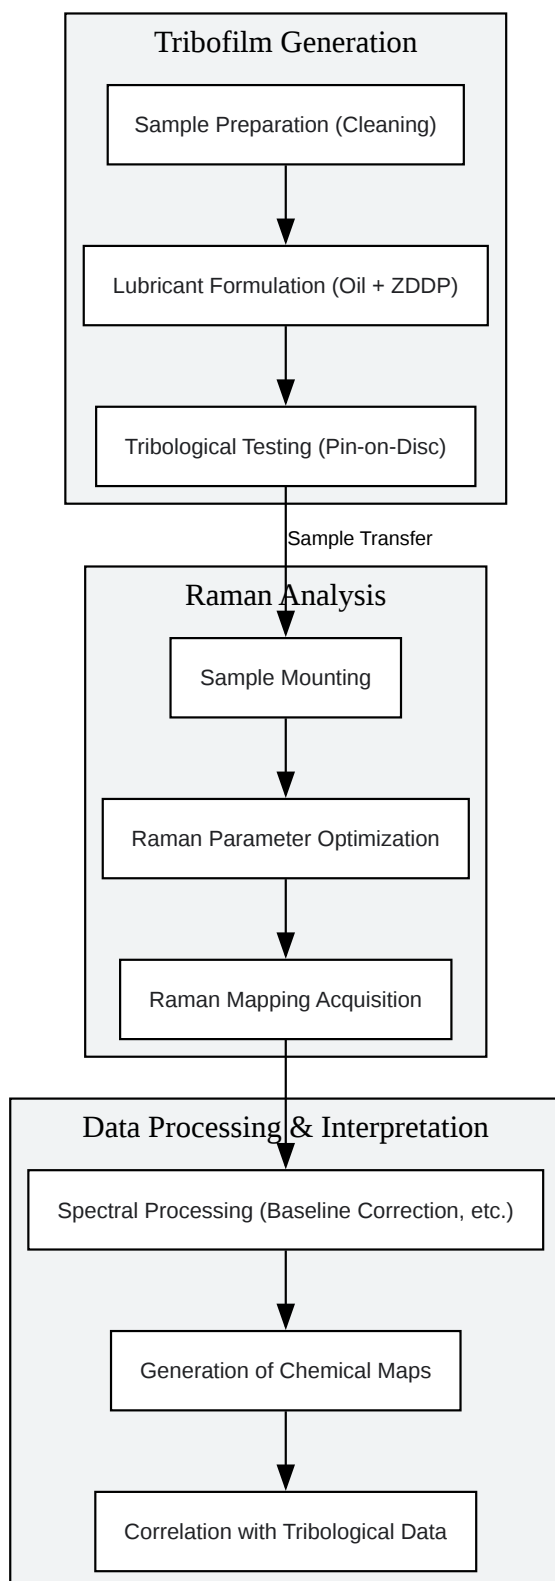 Tribofilm Generation
Sample Preparation (Cleaning)
Lubricant Formulation (Oil + ZDDP)
Tribological Testing (Pin-on-Disc)
Sample Transfer
Raman Analysis
Sample Mounting
Raman Parameter Optimization
Raman Mapping Acquisition
Data Processing & Interpretation
Spectral Processing (Baseline Correction, etc.)
Generation of Chemical Maps
Correlation with Tribological Data